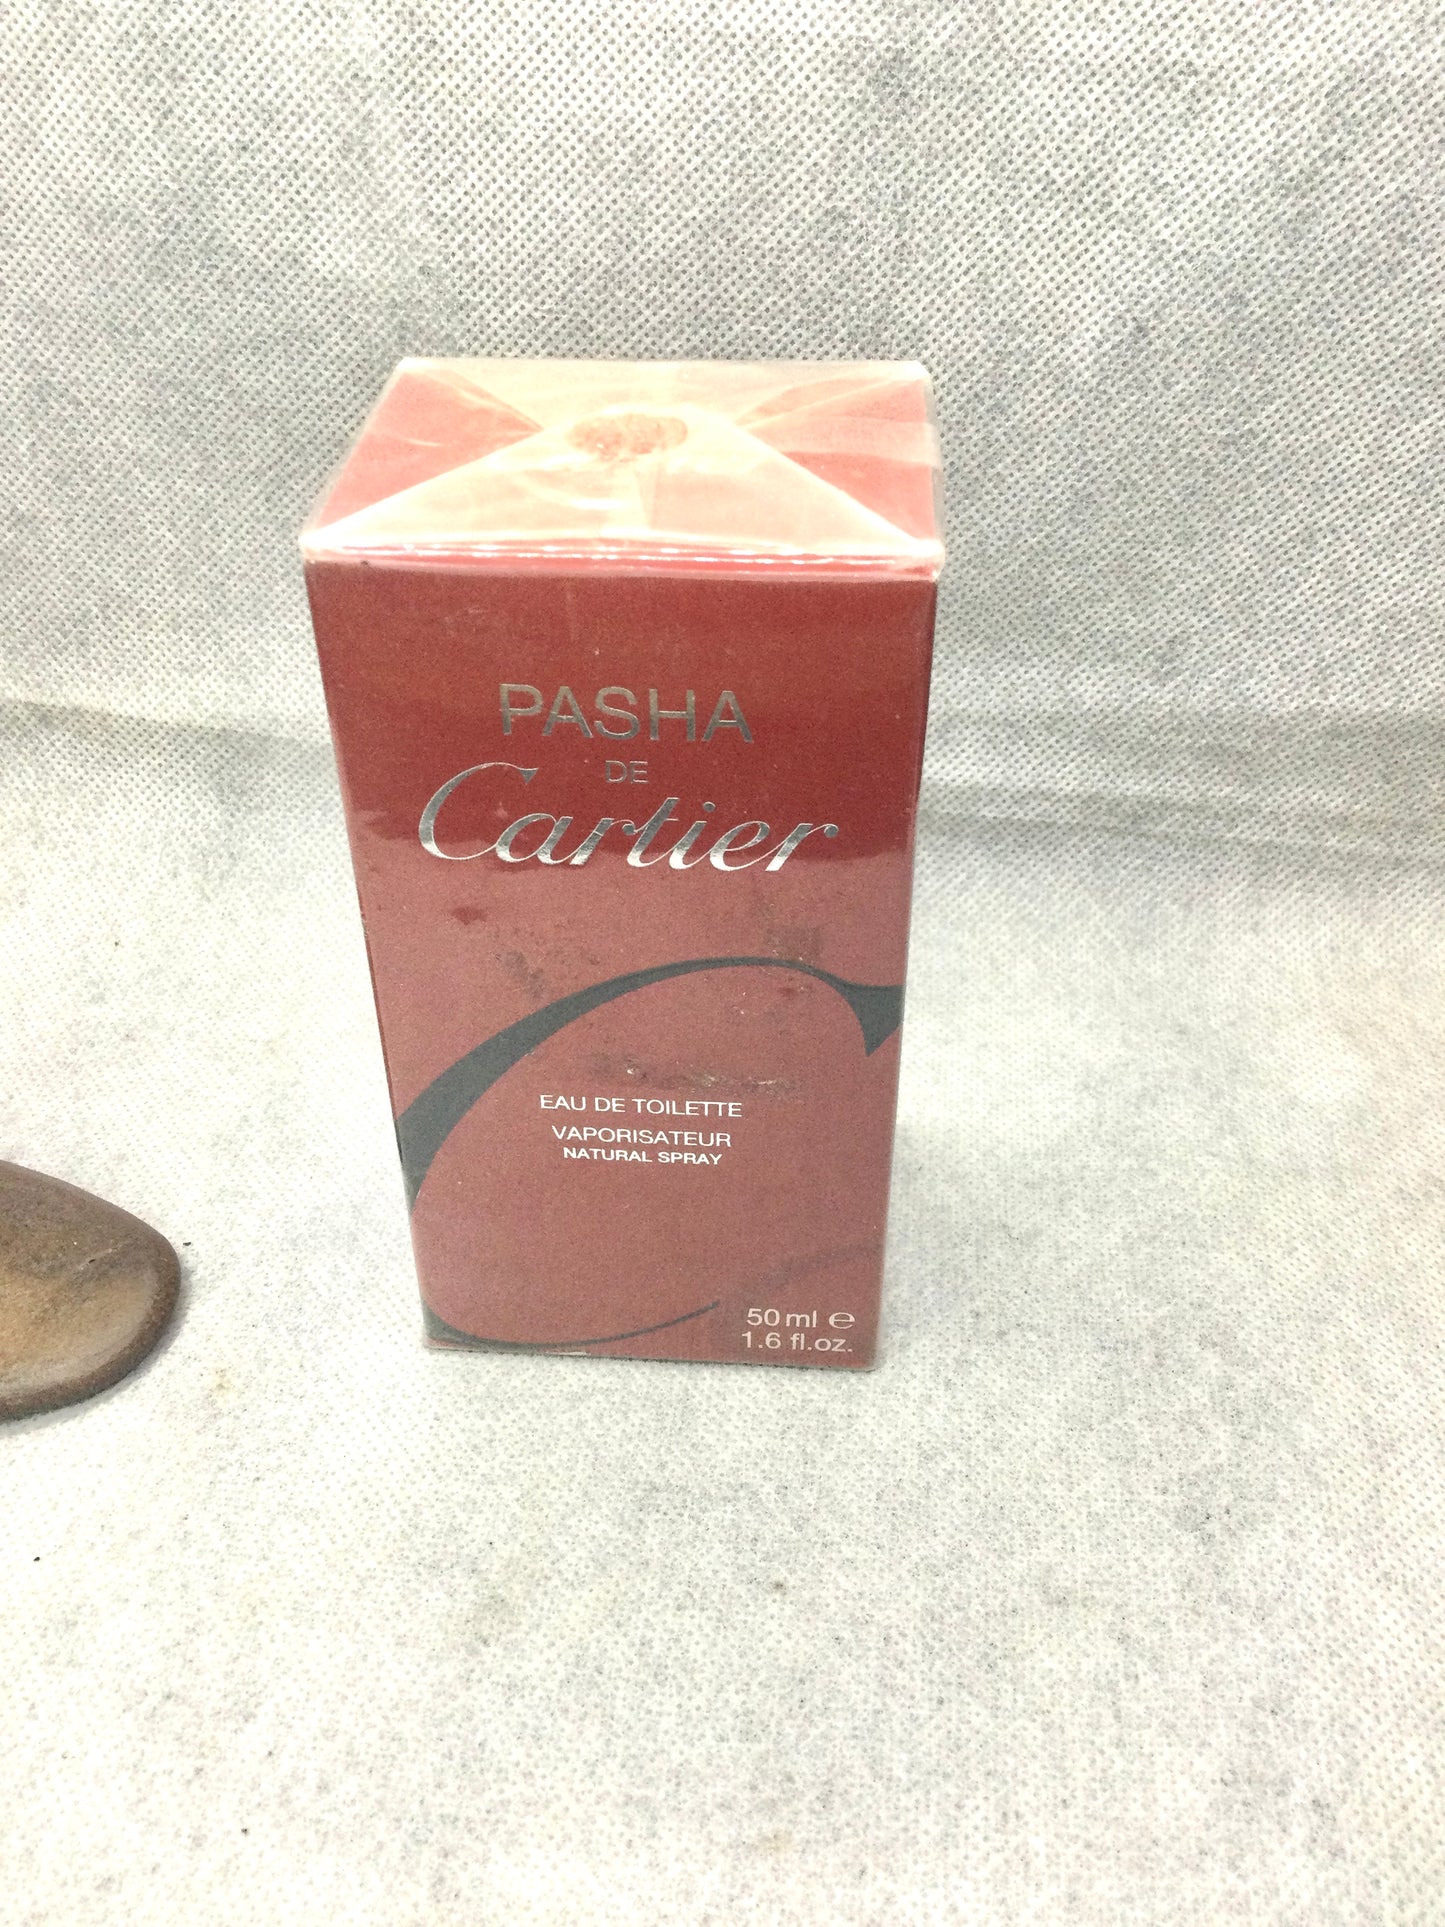 PASHA
DE
Cartier
EAU DE TOILETTE
VAPORISATEUR
NATURAL SPRAY
50 ml ℮
1.6 fl.oz.